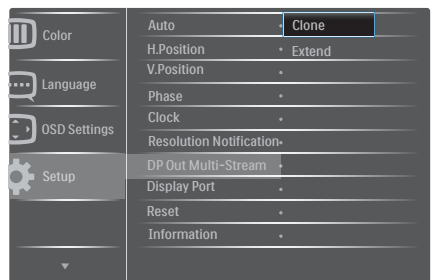 Color
Language
OSD Settings
Setup
Auto
H.Position
V.Position
Phase
Clock
Resolution Notification
DP Out Multi-Stream
Display Port
Reset
Information
Clone
Extend